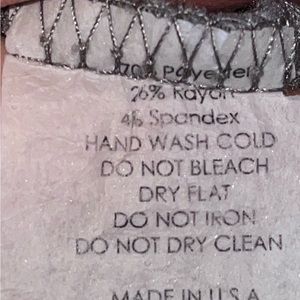 70% Polyester
26% Rayon
4% Spandex
HAND WASH COLD
DO NOT BLEACH
DRY FLAT
DO NOT IRON
DO NOT DRY CLEAN
MADE IN U.S.A